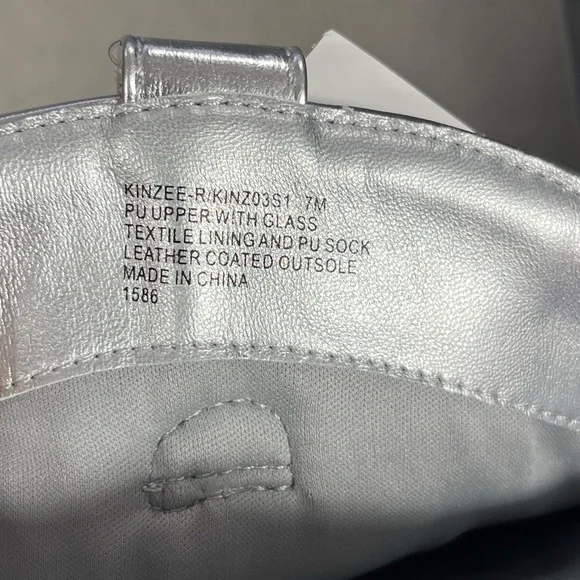 KINZEE-R/KINZ03S1 7M
PU UPPER WITH GLASS
TEXTILE LINING AND PU SOCK
LEATHER COATED OUTSOLE
MADE IN CHINA
1586